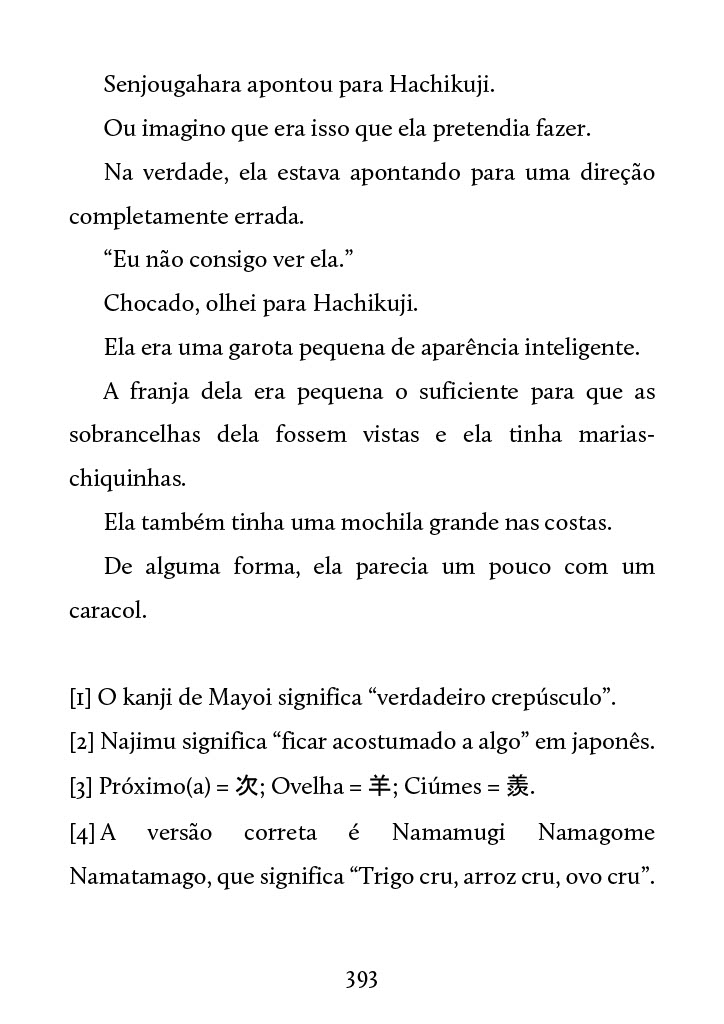 Senjougahara apontou para Hachikuji.
Ou imagino que era isso que ela pretendia fazer.
Na verdade, ela estava apontando para uma direção
completamente errada.
“Eu não consigo ver ela.”
Chocado, olhei para Hachikuji.
Ela era uma garota pequena de aparência inteligente.
A franja dela era pequena o suficiente para que as
sobrancelhas dela fossem vistas e ela tinha marias-
chiquinhas.
Ela também tinha uma mochila grande nas costas.
De alguma forma, ela parecia um pouco com um
caracol.
[1] O kanji de Mayoi significa “verdadeiro crepúsculo”.
[2] Najimu significa “ficar acostumado a algo” em japonês.
[3] Próximo(a) = 次; Ovelha = 羊; Ciúmes = 羨.
[4] A versão correta é Namamugi Namagome
Namatamago, que significa “Trigo cru, arroz cru, ovo cru”.
393